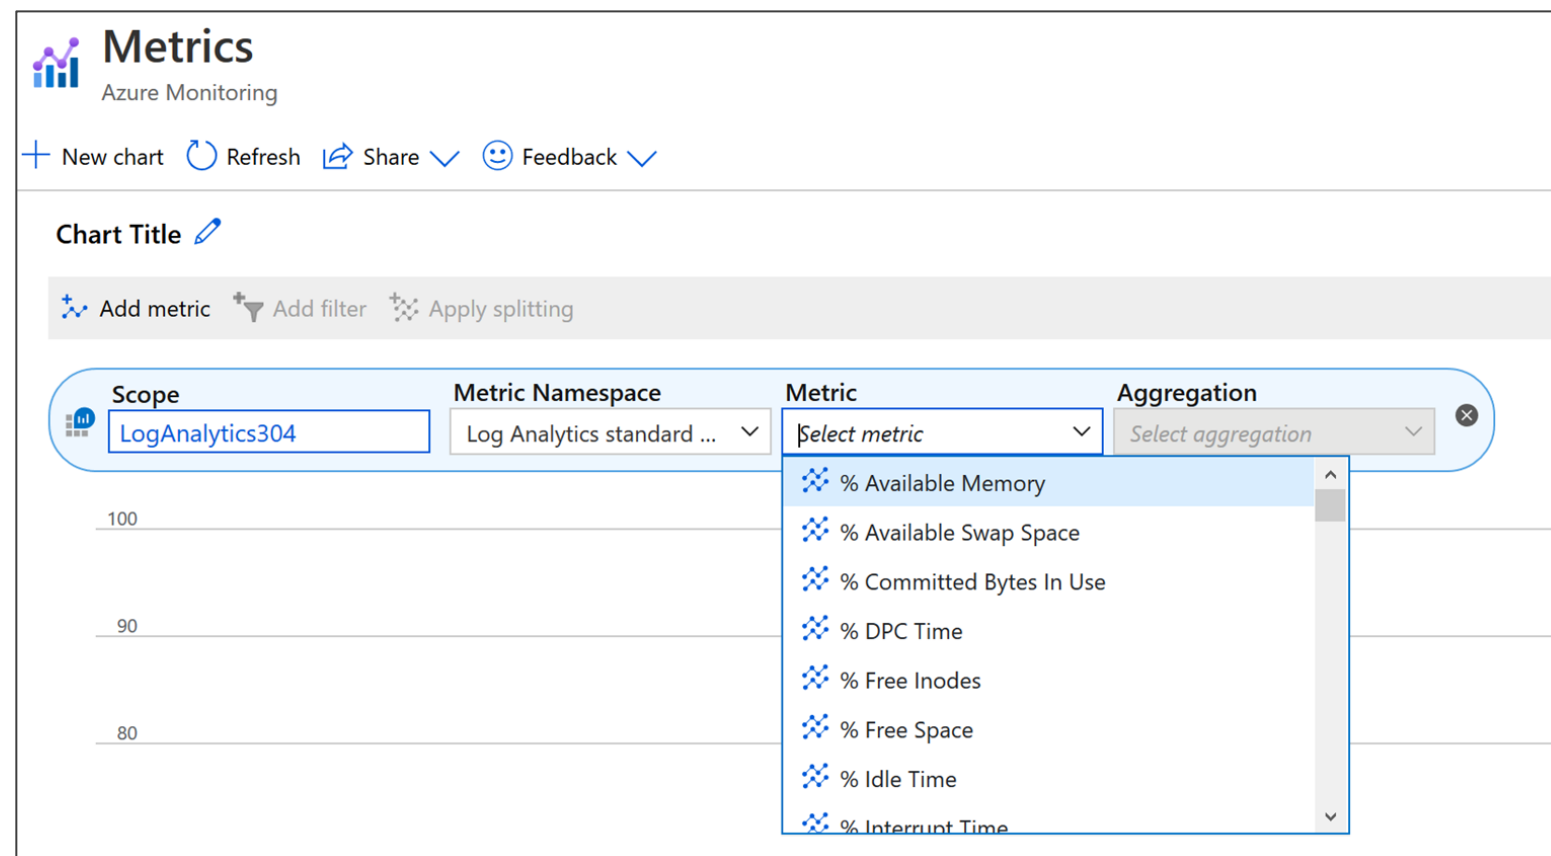 Metrics
Azure Monitoring
New chart Refresh Share Feedback
Chart Title
Add metric Add filter Apply splitting
Scope Metric Namespace Metric Aggregation
LogAnalytics304 Log Analytics standard ... Select metric Select aggregation
% Available Memory
100
% Available Swap Space
% Committed Bytes In Use
90
% DPC Time
% Free Inodes
% Free Space
80
% Idle Time
% Interrupt Time